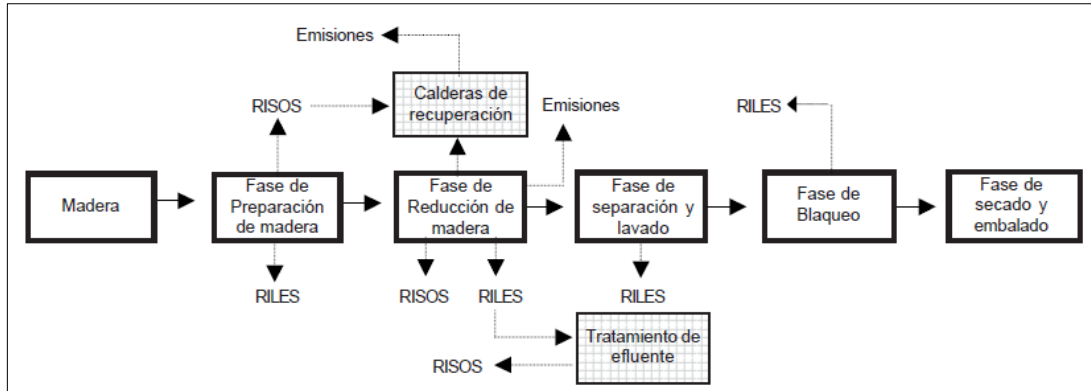 Emisiones
Calderas de
recuperación
RISOS
Emisiones
RILES
Madera
Fase de
Preparación
de madera
Fase de
Reducción de
madera
Fase de
separación y
lavado
Fase de
Blaqueo
Fase de
secado y
embalado
RILES
RISOS
RILES
RILES
Tratamiento de
efluente
RISOS